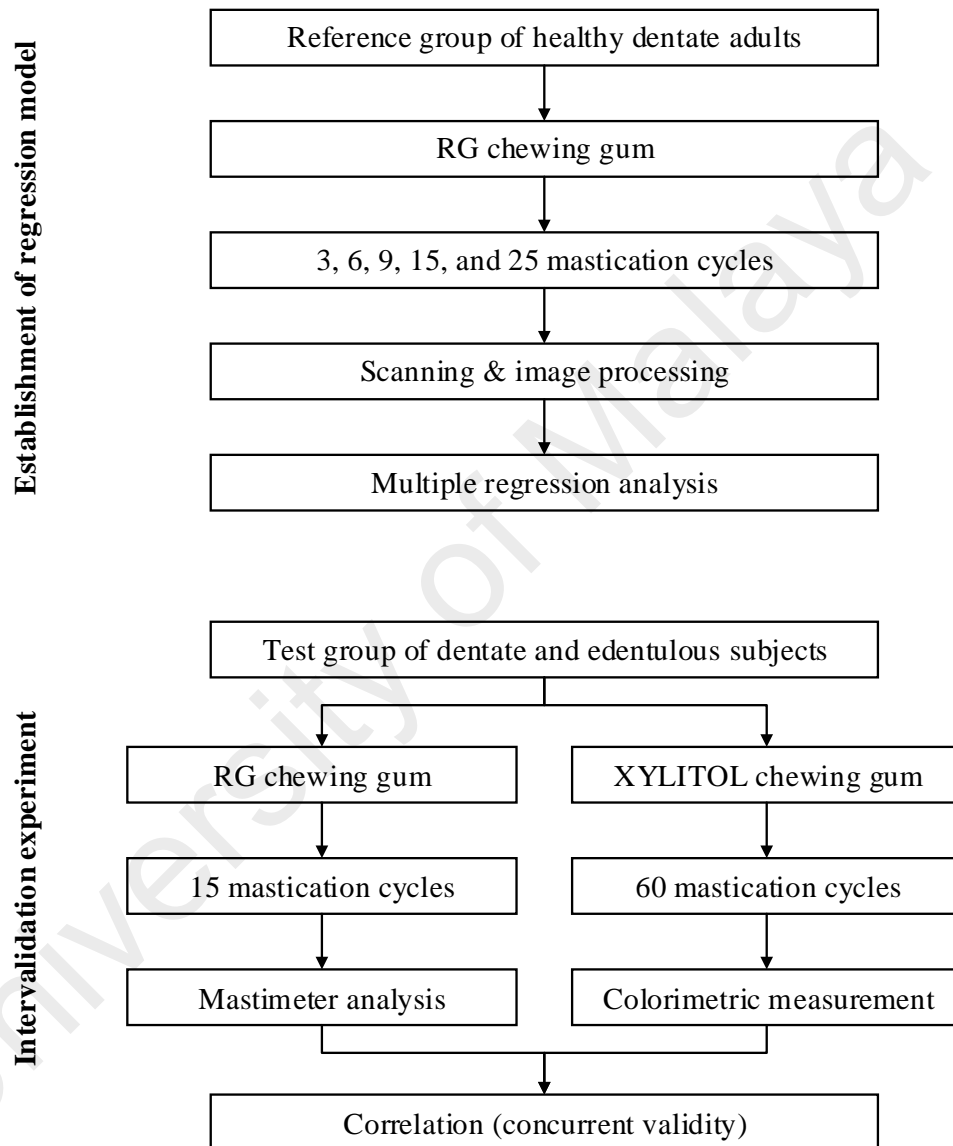 Establishment of regression model
Reference group of healthy dentate adults
RG chewing gum
3, 6, 9, 15, and 25 mastication cycles
Scanning & image processing
Multiple regression analysis
Intervalidation experiment
Test group of dentate and edentulous subjects
RG chewing gum
XYLITOL chewing gum
15 mastication cycles
60 mastication cycles
Mastimeter analysis
Colorimetric measurement
Correlation (concurrent validity)
University of Malaya